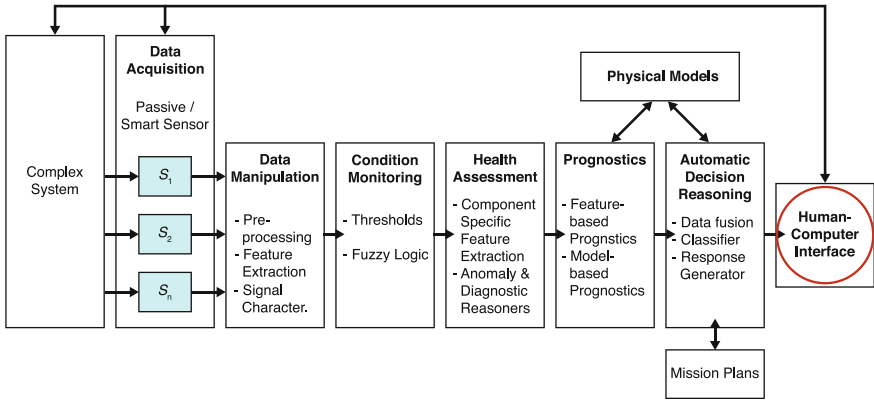 Complex
System
Data
Acquisition
Passive /
Smart Sensor
S1
S2
Sn
Data
Manipulation
- Pre-
processing
- Feature
Extraction
- Signal
Character.
Condition
Monitoring
- Thresholds
- Fuzzy Logic
Health
Assessment
- Component
Specific
Feature
Extraction
- Anomaly &
Diagnostic
Reasoners
Physical Models
Prognostics
- Feature-
based
Prognstics
- Model-
based
Prognostics
Automatic
Decision
Reasoning
- Data fusion
- Classifier
- Response
Generator
Mission Plans
Human-
Computer
Interface